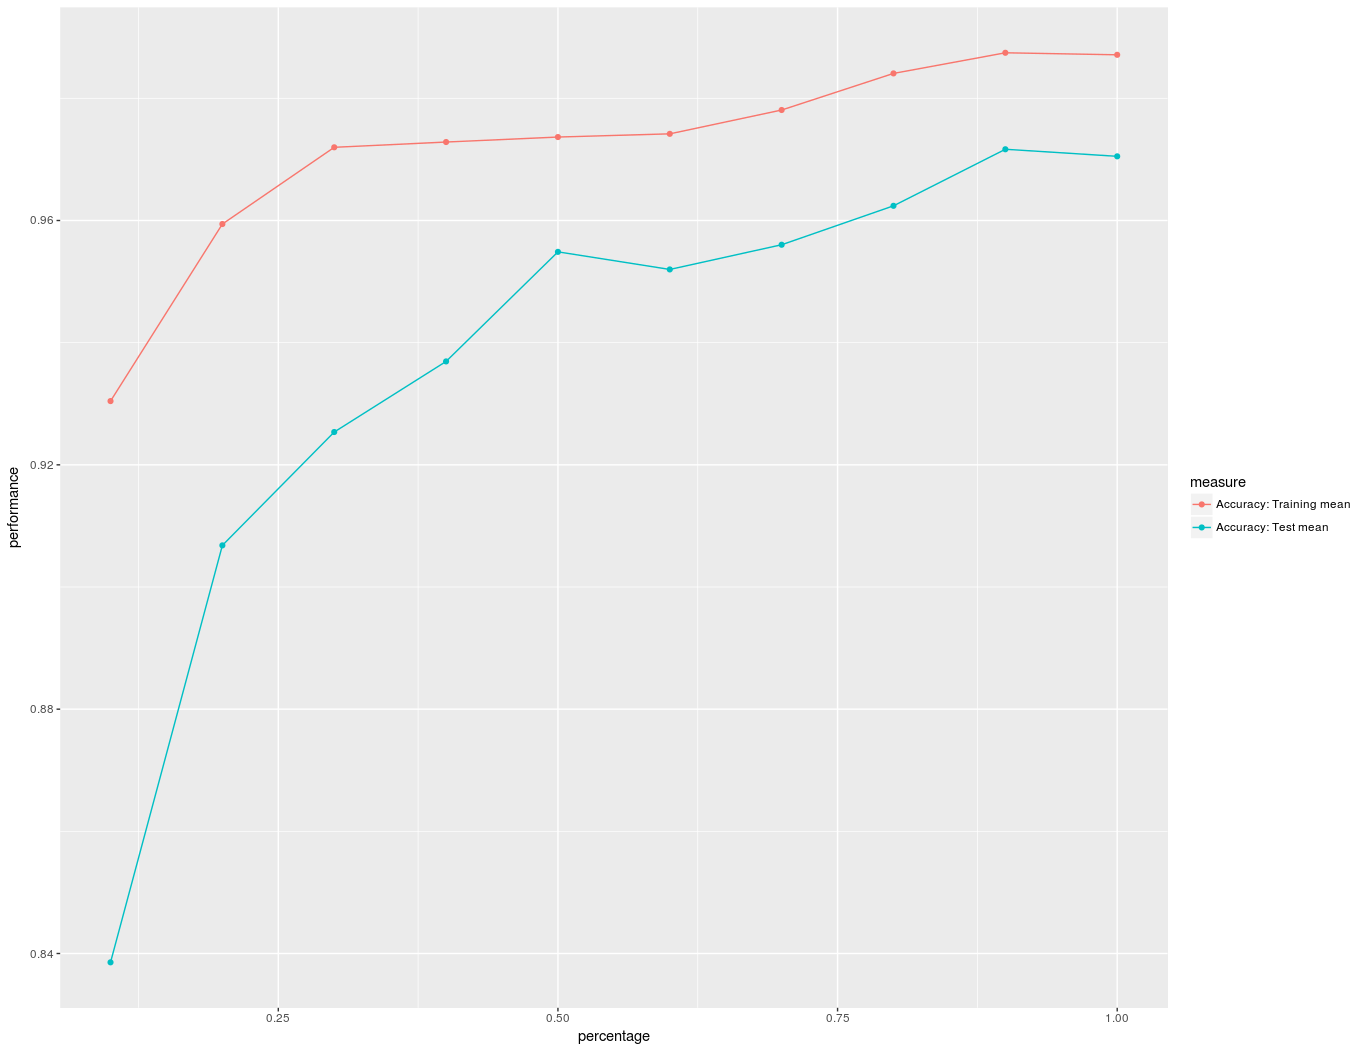 performance
0.96
0.92
0.88
0.84
0.25
0.50
0.75
1.00
percentage
measure
Accuracy: Training mean
Accuracy: Test mean